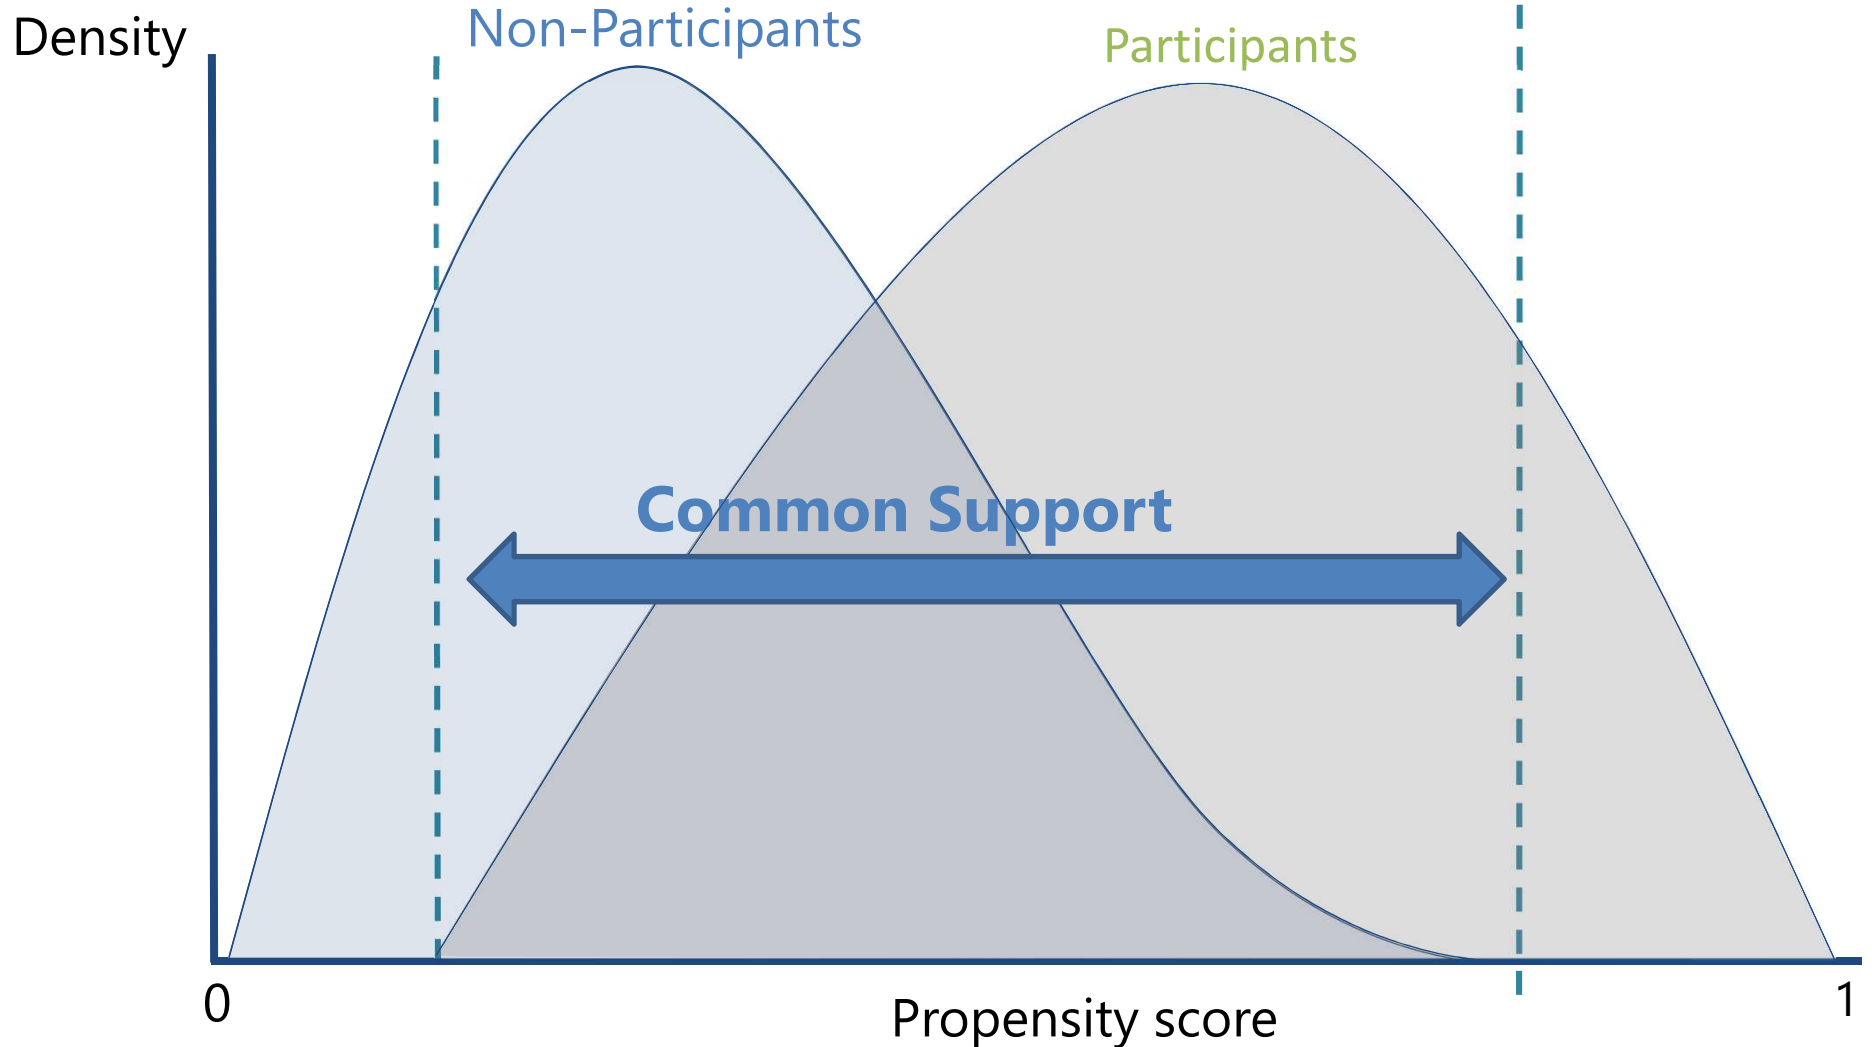 Density
Non-Participants
Participants
Common Support
0
Propensity score
1